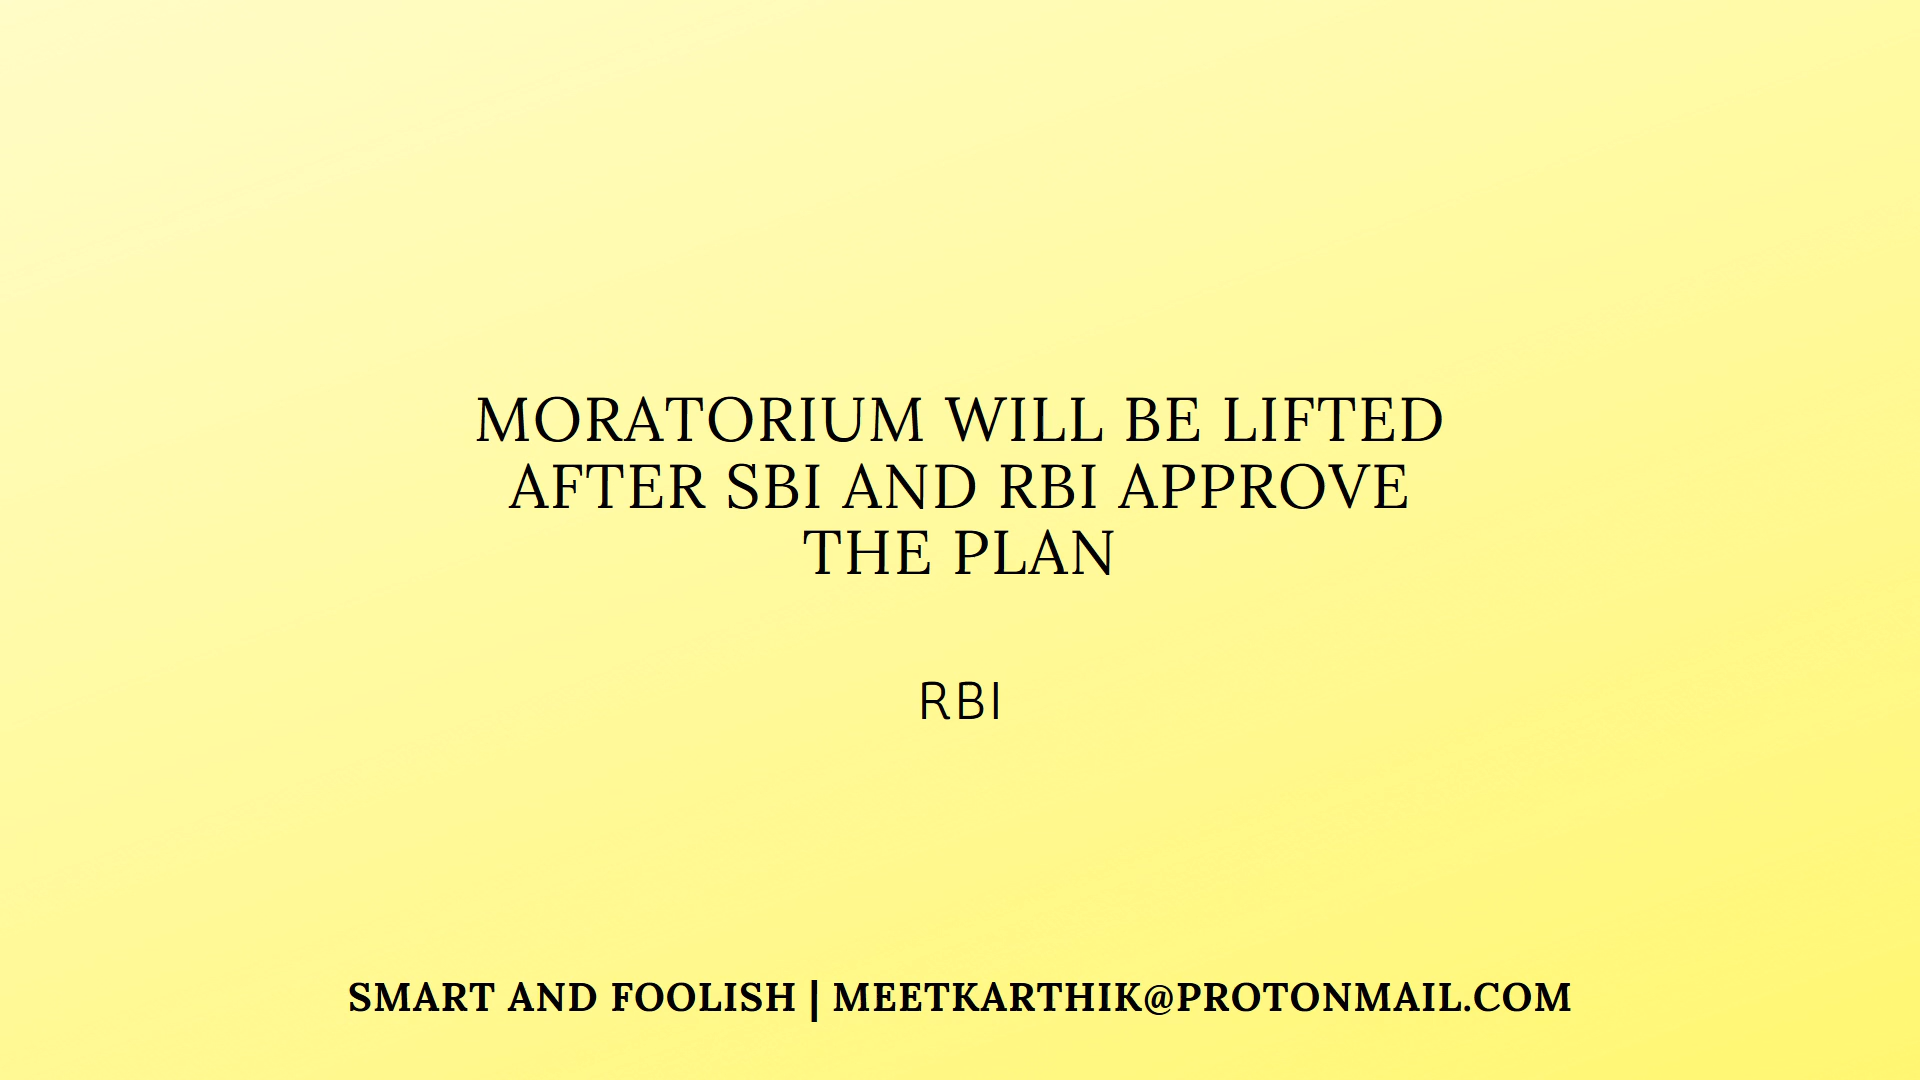 MORATORIUM WILL BE LIFTED
AFTER SBI AND RBI APPROVE
THE PLAN
RBI
SMART AND FOOLISH | MEETKARTHIK@PROTONMAIL.COM